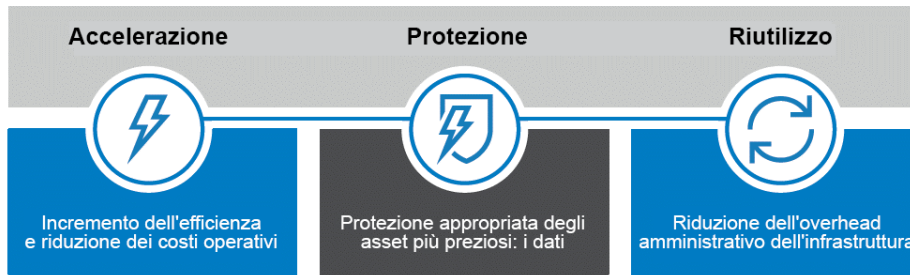 Accelerazione
Protezione
Riutilizzo
Incremento dell'efficienza
e riduzione dei costi operativi
Protezione appropriata degli
asset più preziosi: i dati
Riduzione dell'overhead
amministrativo dell'infrastruttura